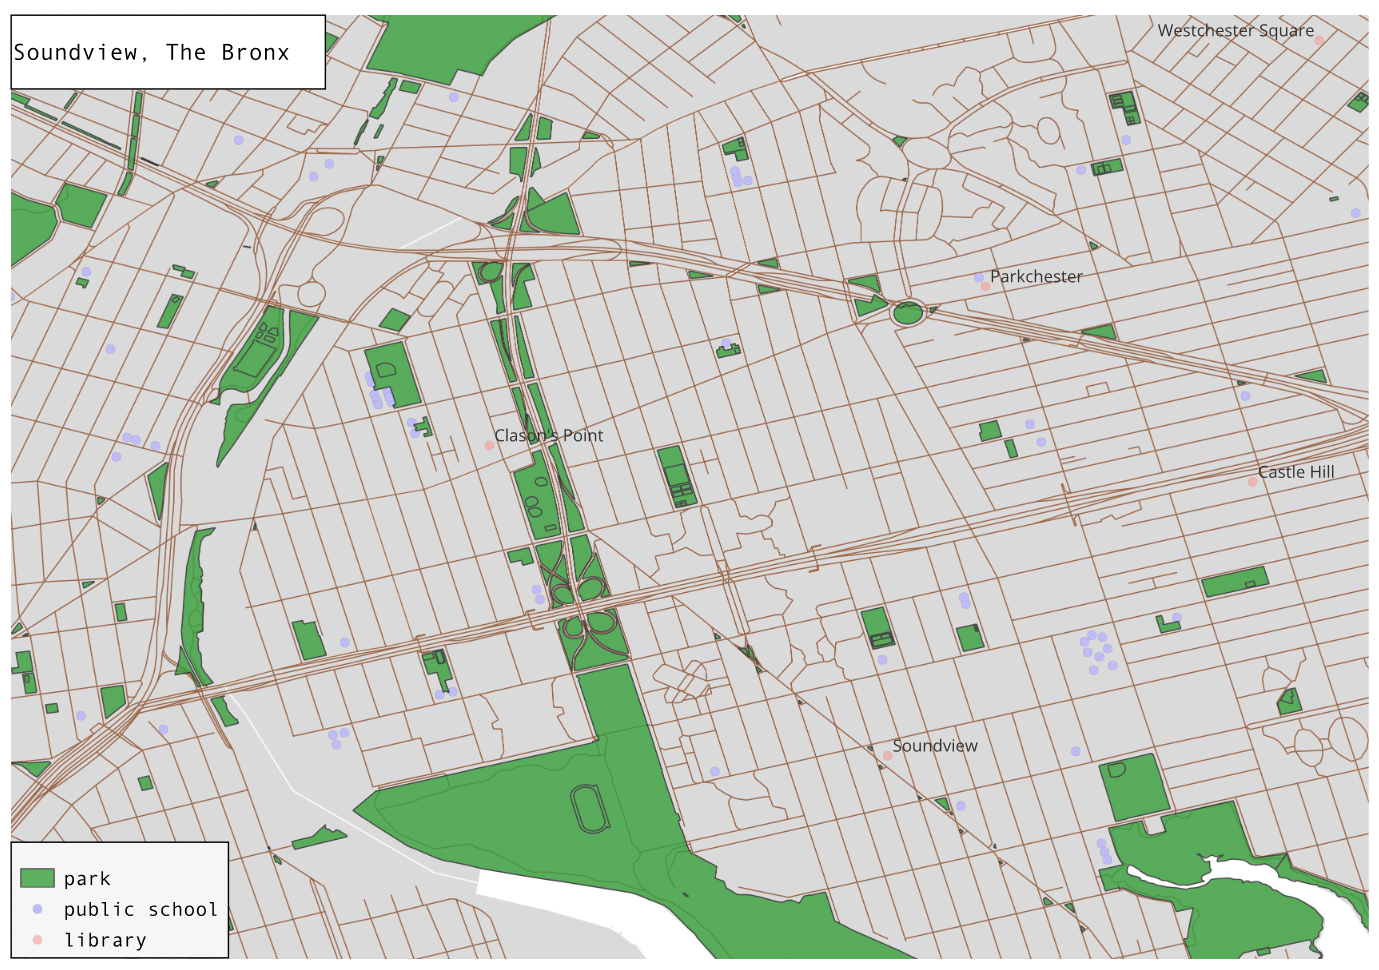 Soundview, The Bronx
Westchester Square
Parkchester
Clason's Point
Castle Hill
Soundview
park
public school
library